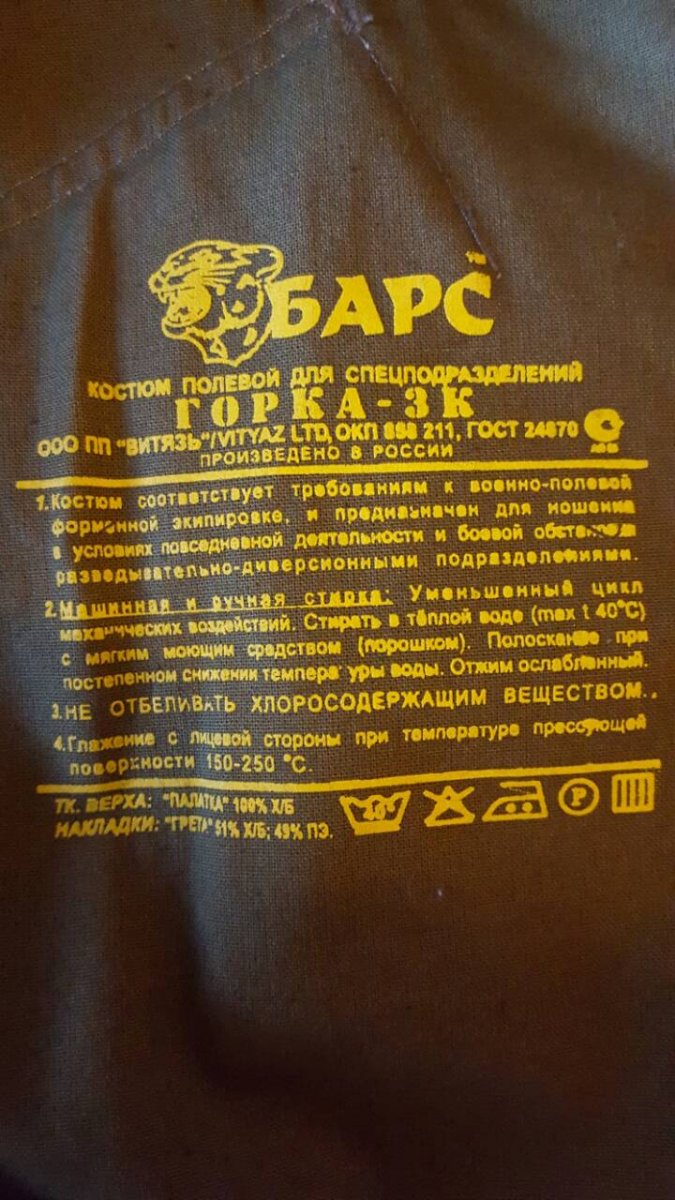 БАРС™
КОСТЮМ ПОЛЕВОЙ ДЛЯ СПЕЦПОДРАЗДЕЛЕНИЙ
ГОРКА-3К
ООО ПП "ВИТЯЗЬ"/VITYAZ LTD, ОКП 858 211, ГОСТ 24870
ПРОИЗВЕДЕНО В РОССИИ
1. Костюм соответствует требованиям к военно-полевой
форменной экипировке, и предназначен для ношения
в условиях повседневной деятельности и боевой обстановке
разведывательно-диверсионными подразделениями.
2. Машинная и ручная стирка: Уменьшенный цикл
механических воздействий. Стирать в тёплой воде (max t 40°C)
с мягким моющим средством (порошком). Полоскание при
постепенном снижении температуры воды. Отжим ослабленный.
3. НЕ ОТБЕЛИВАТЬ ХЛОРОСОДЕРЖАЩИМ ВЕЩЕСТВОМ..
4. Глажение с лицевой стороны при температуре прессующей
поверхности 150-250 °C.
ТК. ВЕРХА: "ПАЛАТКА" 100% Х/Б
НАКЛАДКИ: "ГРЕТА" 51% Х/Б; 49% ПЭ.
40°
P